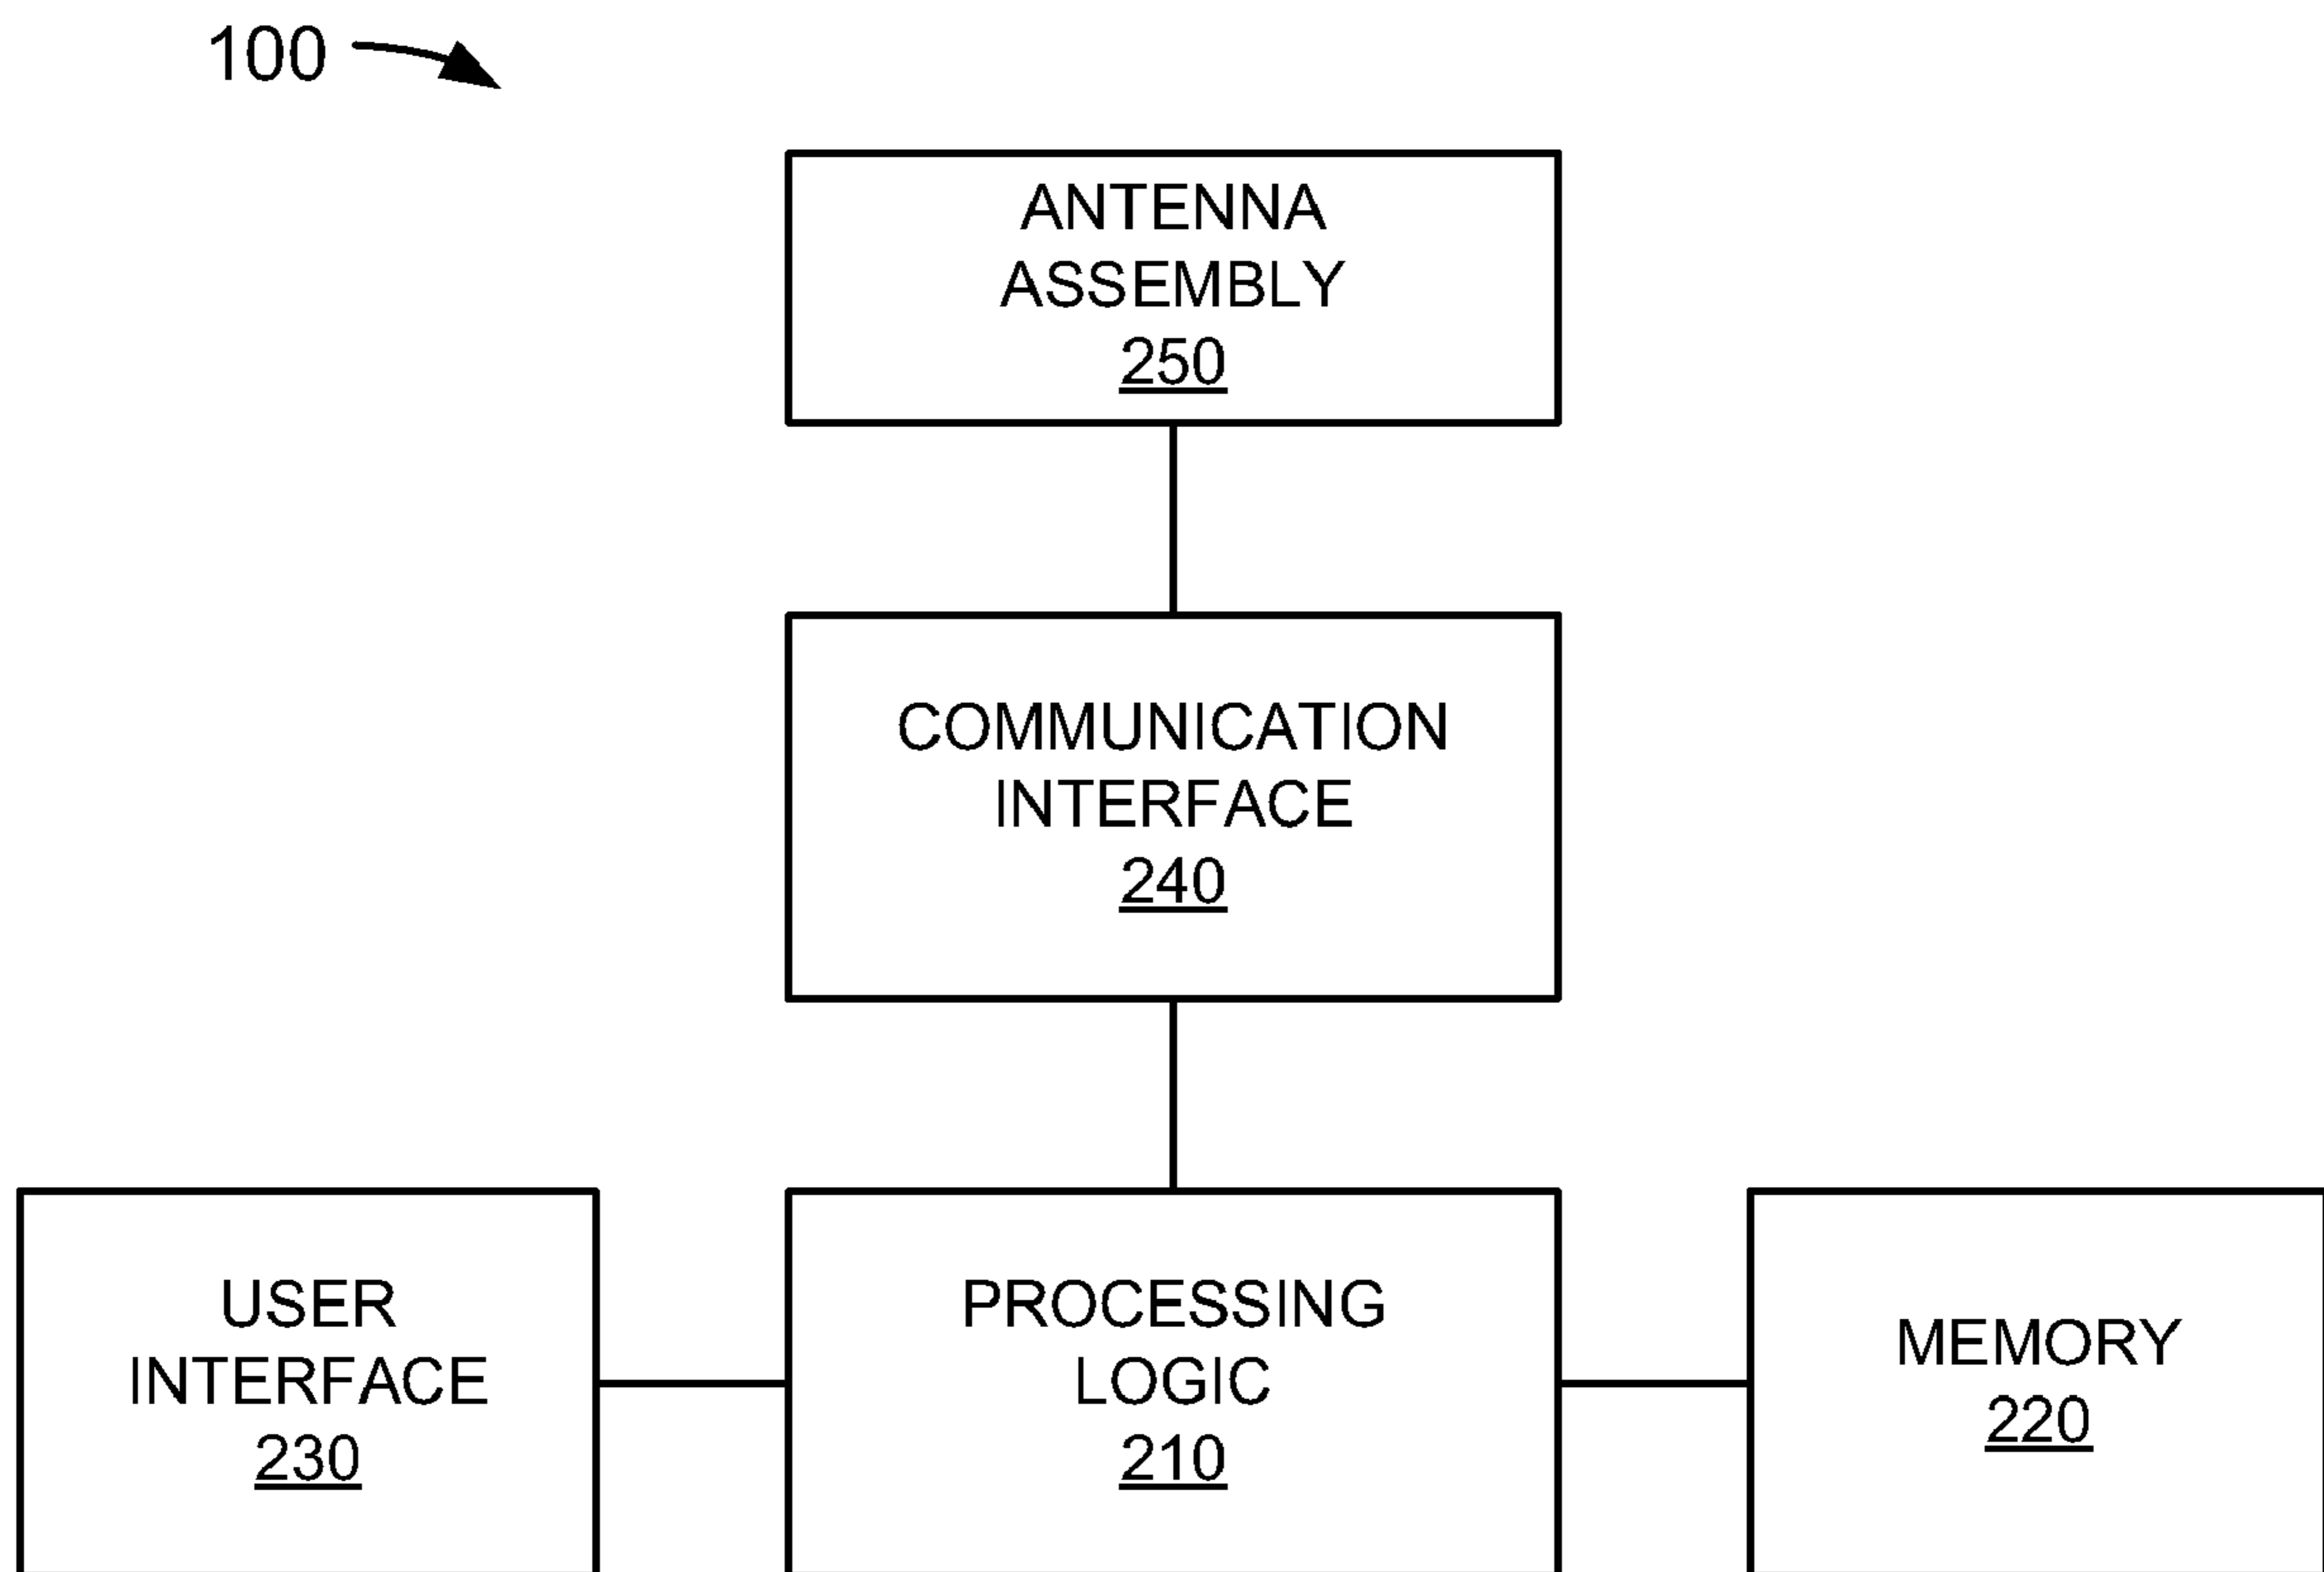 100
ANTENNA
ASSEMBLY
250
COMMUNICATION
INTERFACE
240
USER
INTERFACE
230
PROCESSING
LOGIC
210
MEMORY
220